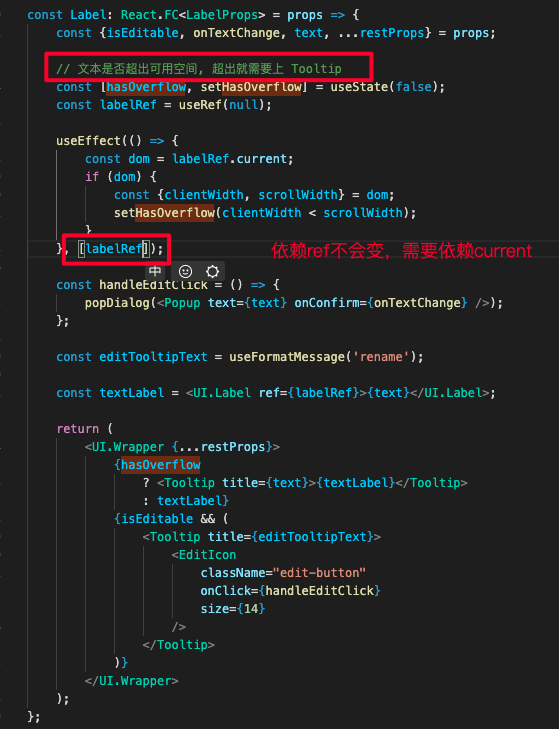 const Label: React.FC<LabelProps> = props => {
const {isEditable, onTextChange, text, ...restProps} = props;
// 文本是否超出可用空间, 超出就需要上 Tooltip
const [hasOverflow, setHasOverflow] = useState(false);
const labelRef = useRef(null);
useEffect(() => {
const dom = labelRef.current;
if (dom) {
const {clientWidth, scrollWidth} = dom;
setHasOverflow(clientWidth < scrollWidth);
}
}, [labelRef]);
依赖ref不会变，需要依赖current
中
const handleEditClick = () => {
popDialog(<Popup text={text} onConfirm={onTextChange} />);
};
const editTooltipText = useFormatMessage('rename');
const textLabel = <UI.Label ref={labelRef}>{text}</UI.Label>;
return (
<UI.Wrapper {...restProps}>
{hasOverflow
? <Tooltip title={text}>{textLabel}</Tooltip>
: textLabel}
{isEditable && (
<Tooltip title={editTooltipText}>
<EditIcon
className="edit-button"
onClick={handleEditClick}
size={14}
/>
</Tooltip>
)}
</UI.Wrapper>
);
};